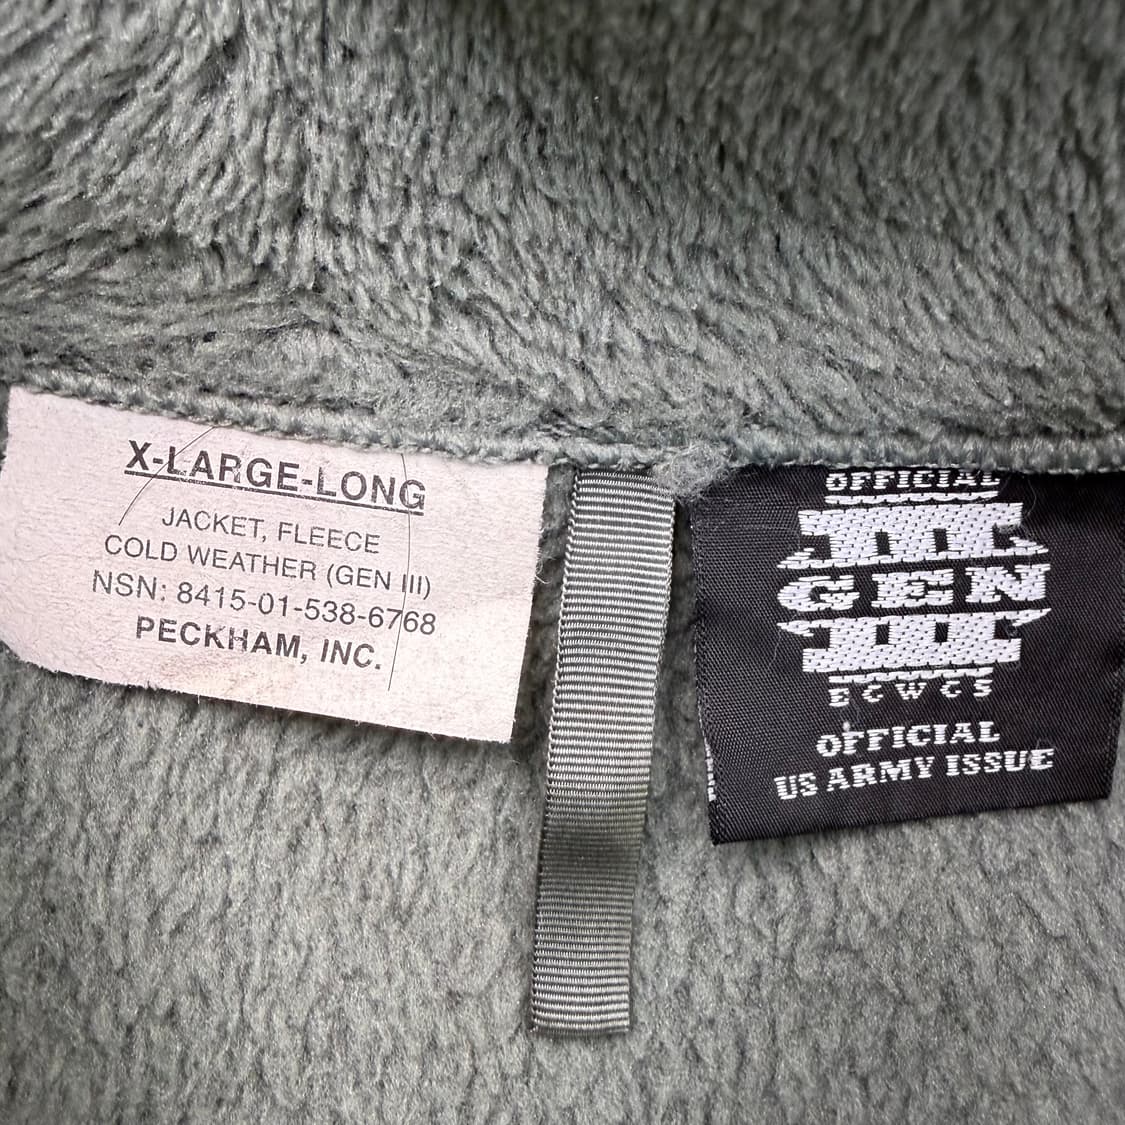 X-LARGE-LONG
JACKET, FLEECE
COLD WEATHER (GEN III)
NSN: 8415-01-538-6768
PECKHAM, INC.
OFFICIAL
III
GEN
III
ECWCS
OFFICIAL
US ARMY ISSUE